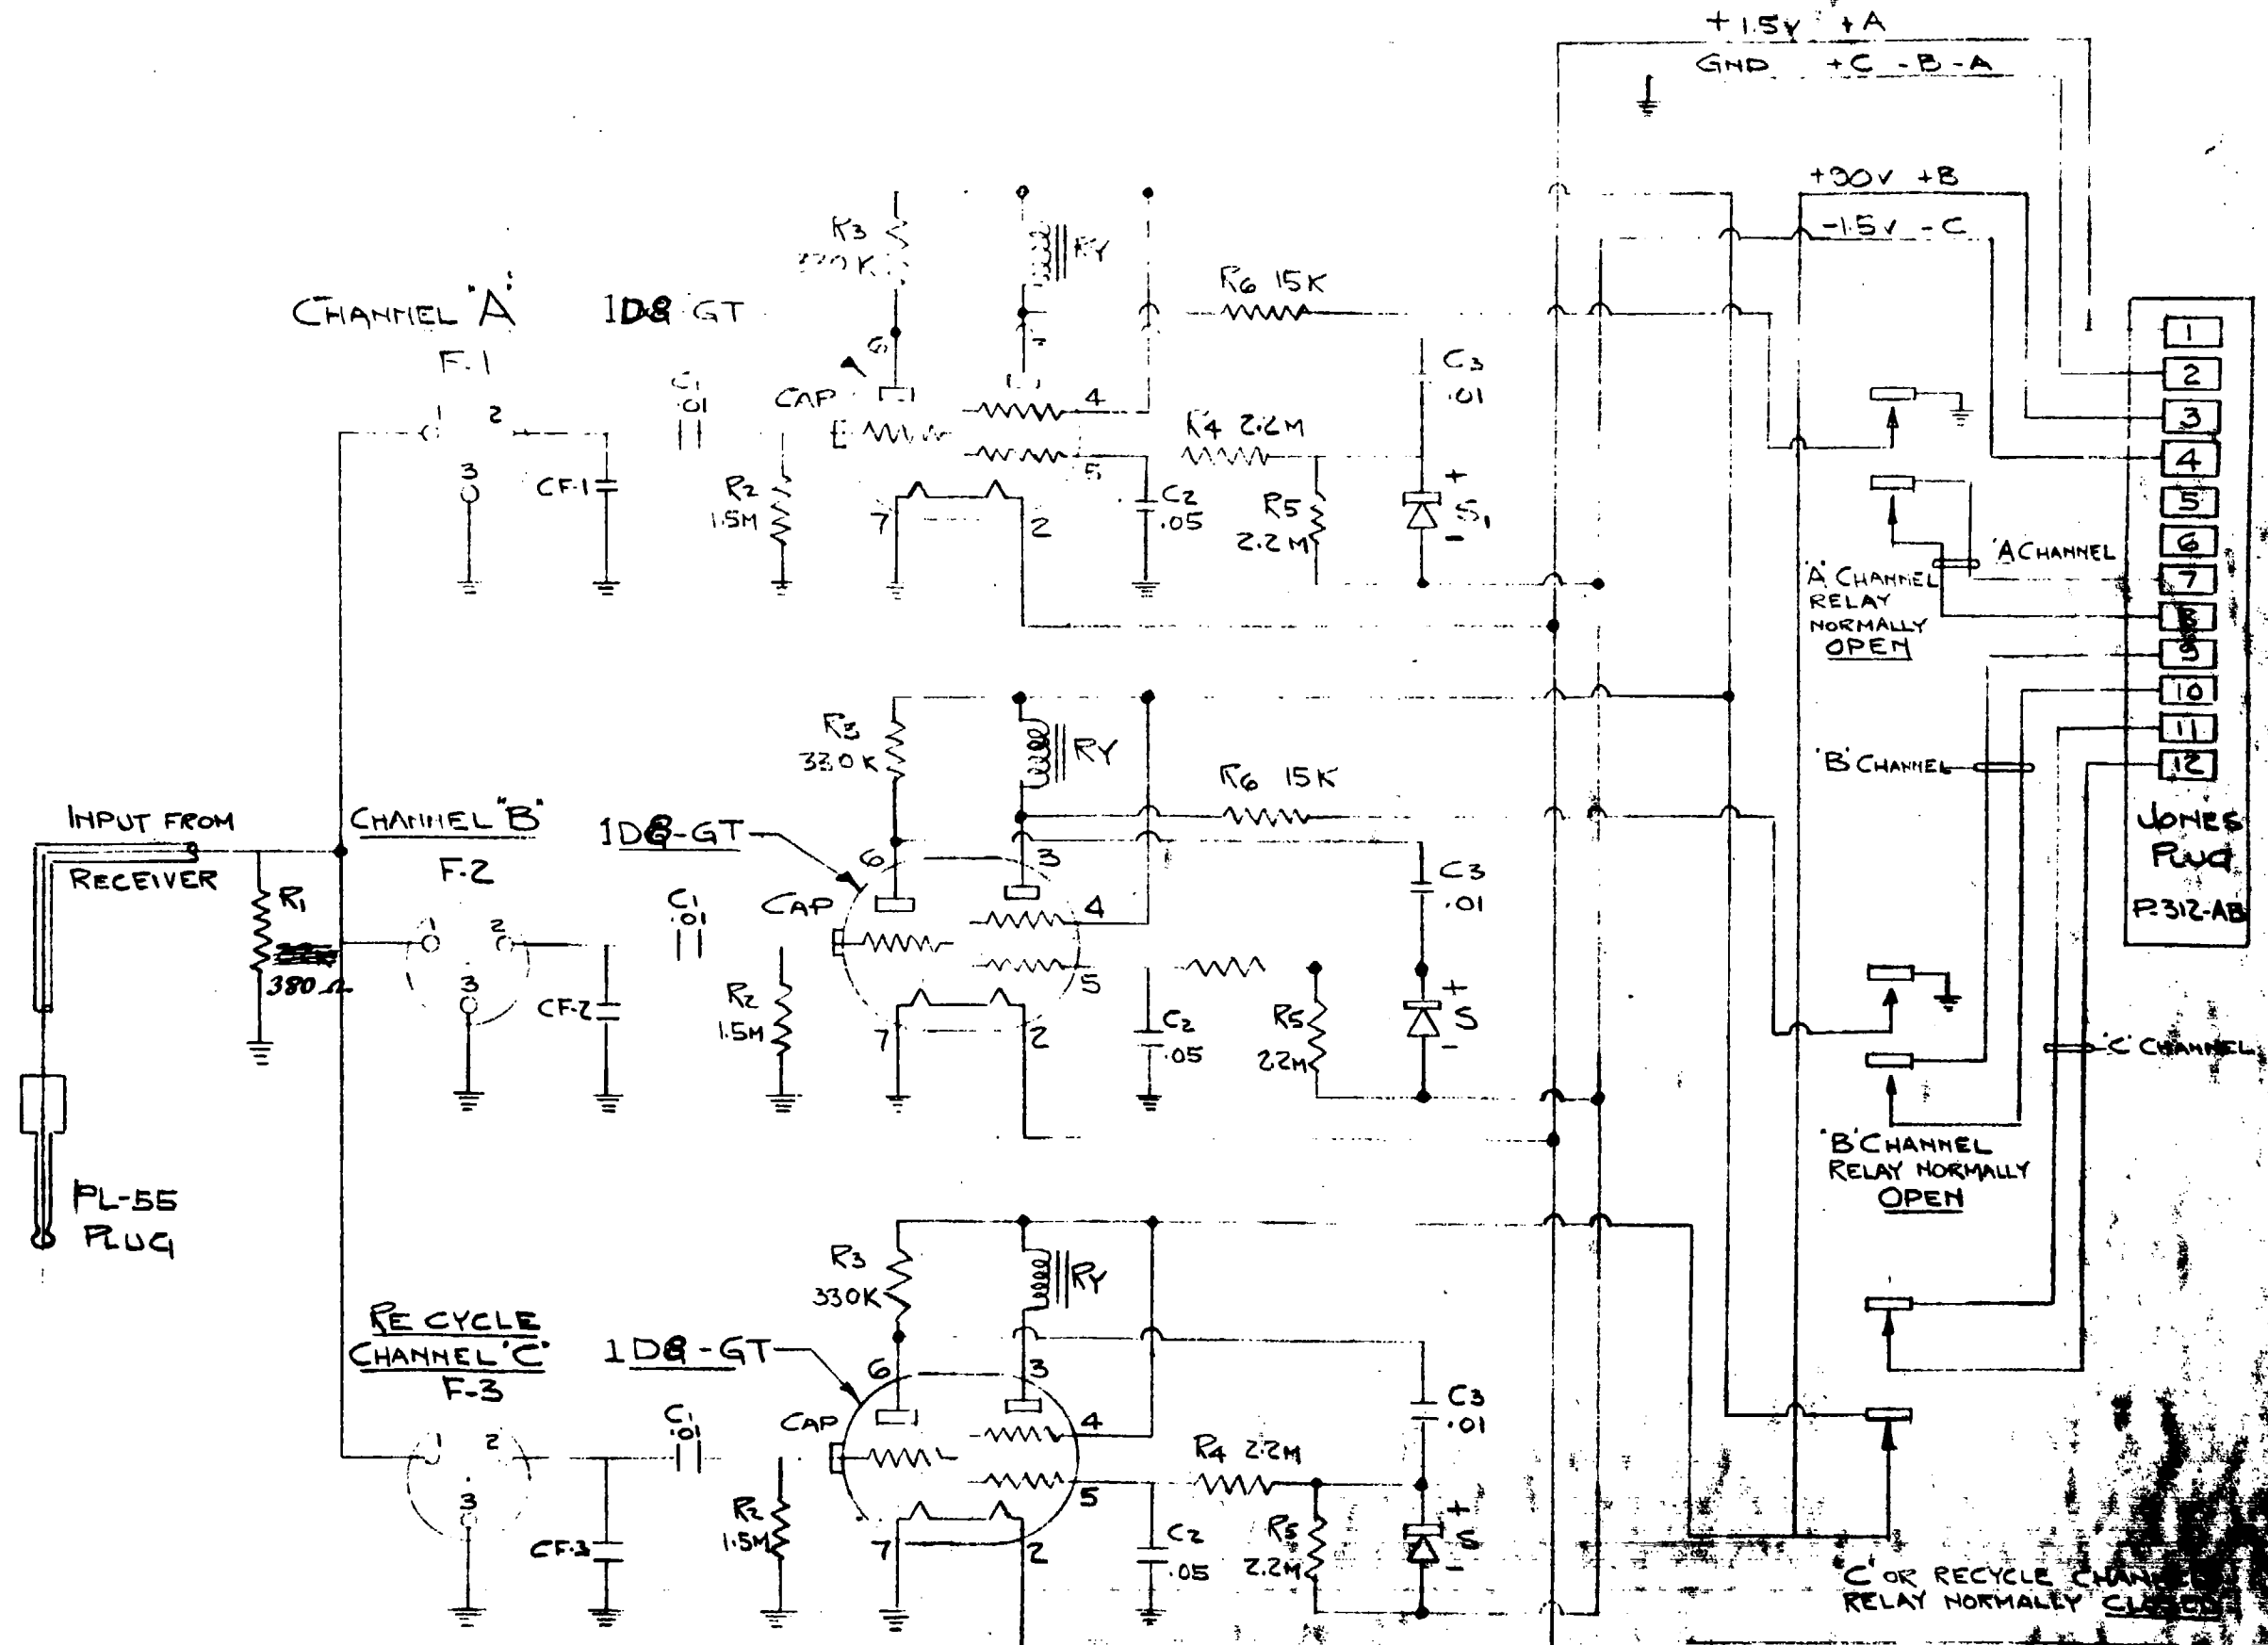 +1.5V +A
GND +C -B -A
+90V +B
-1.5V -C
CHANNEL "A"
F-1
1D8 GT
R3
RY
R6 15K
C3
.01
C1
.01
CAP
6
1 2
3
CF-1
R2
1.5M
4
5
R4 2.2M
7
2
C2
.05
R5
2.2M
+
S1
-
1
2
3
4
5
6
7
8
9
10
11
12
JONES
PLUG
P-312-AB
'A' CHANNEL
'A' CHANNEL
RELAY
NORMALLY
OPEN
'B' CHANNEL
'C' CHANNEL
INPUT FROM
RECEIVER
R1
380 Ω
PL-55
PLUG
CHANNEL "B"
F-2
1D8-GT
R3
330K
RY
R6 15K
C3
.01
C1
.01
CAP
6
3
1 2
3
CF-2
R2
1.5M
4
5
7
2
C2
.05
R5
22M
+
S
-
'B' CHANNEL
RELAY NORMALLY
OPEN
RECYCLE
CHANNEL 'C'
F-3
1D8-GT
R3
330K
RY
C3
.01
C1
.01
CAP
6
3
1 2
3
CF-3
R2
1.5M
4
5
R4 2.2M
7
2
C2
.05
R5
2.2M
+
S
-
'C' OR RECYCLE CHANNEL
RELAY NORMALLY CLOSED